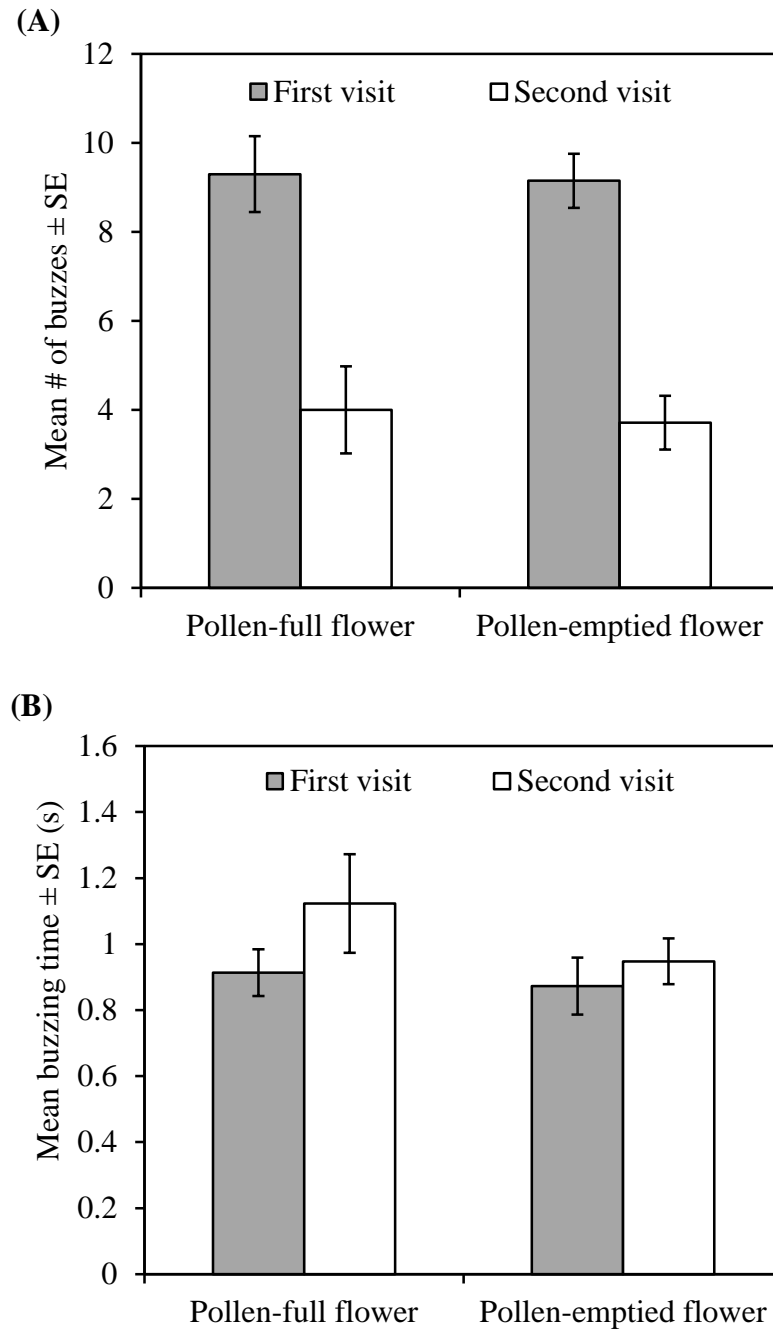 (A)
12
First visit
Second visit
10
8
6
4
2
0
Mean # of buzzes ± SE
Pollen-full flower
Pollen-emptied flower
(B)
1.6
First visit
Second visit
1.4
1.2
1
0.8
0.6
0.4
0.2
0
Mean buzzing time ± SE (s)
Pollen-full flower
Pollen-emptied flower